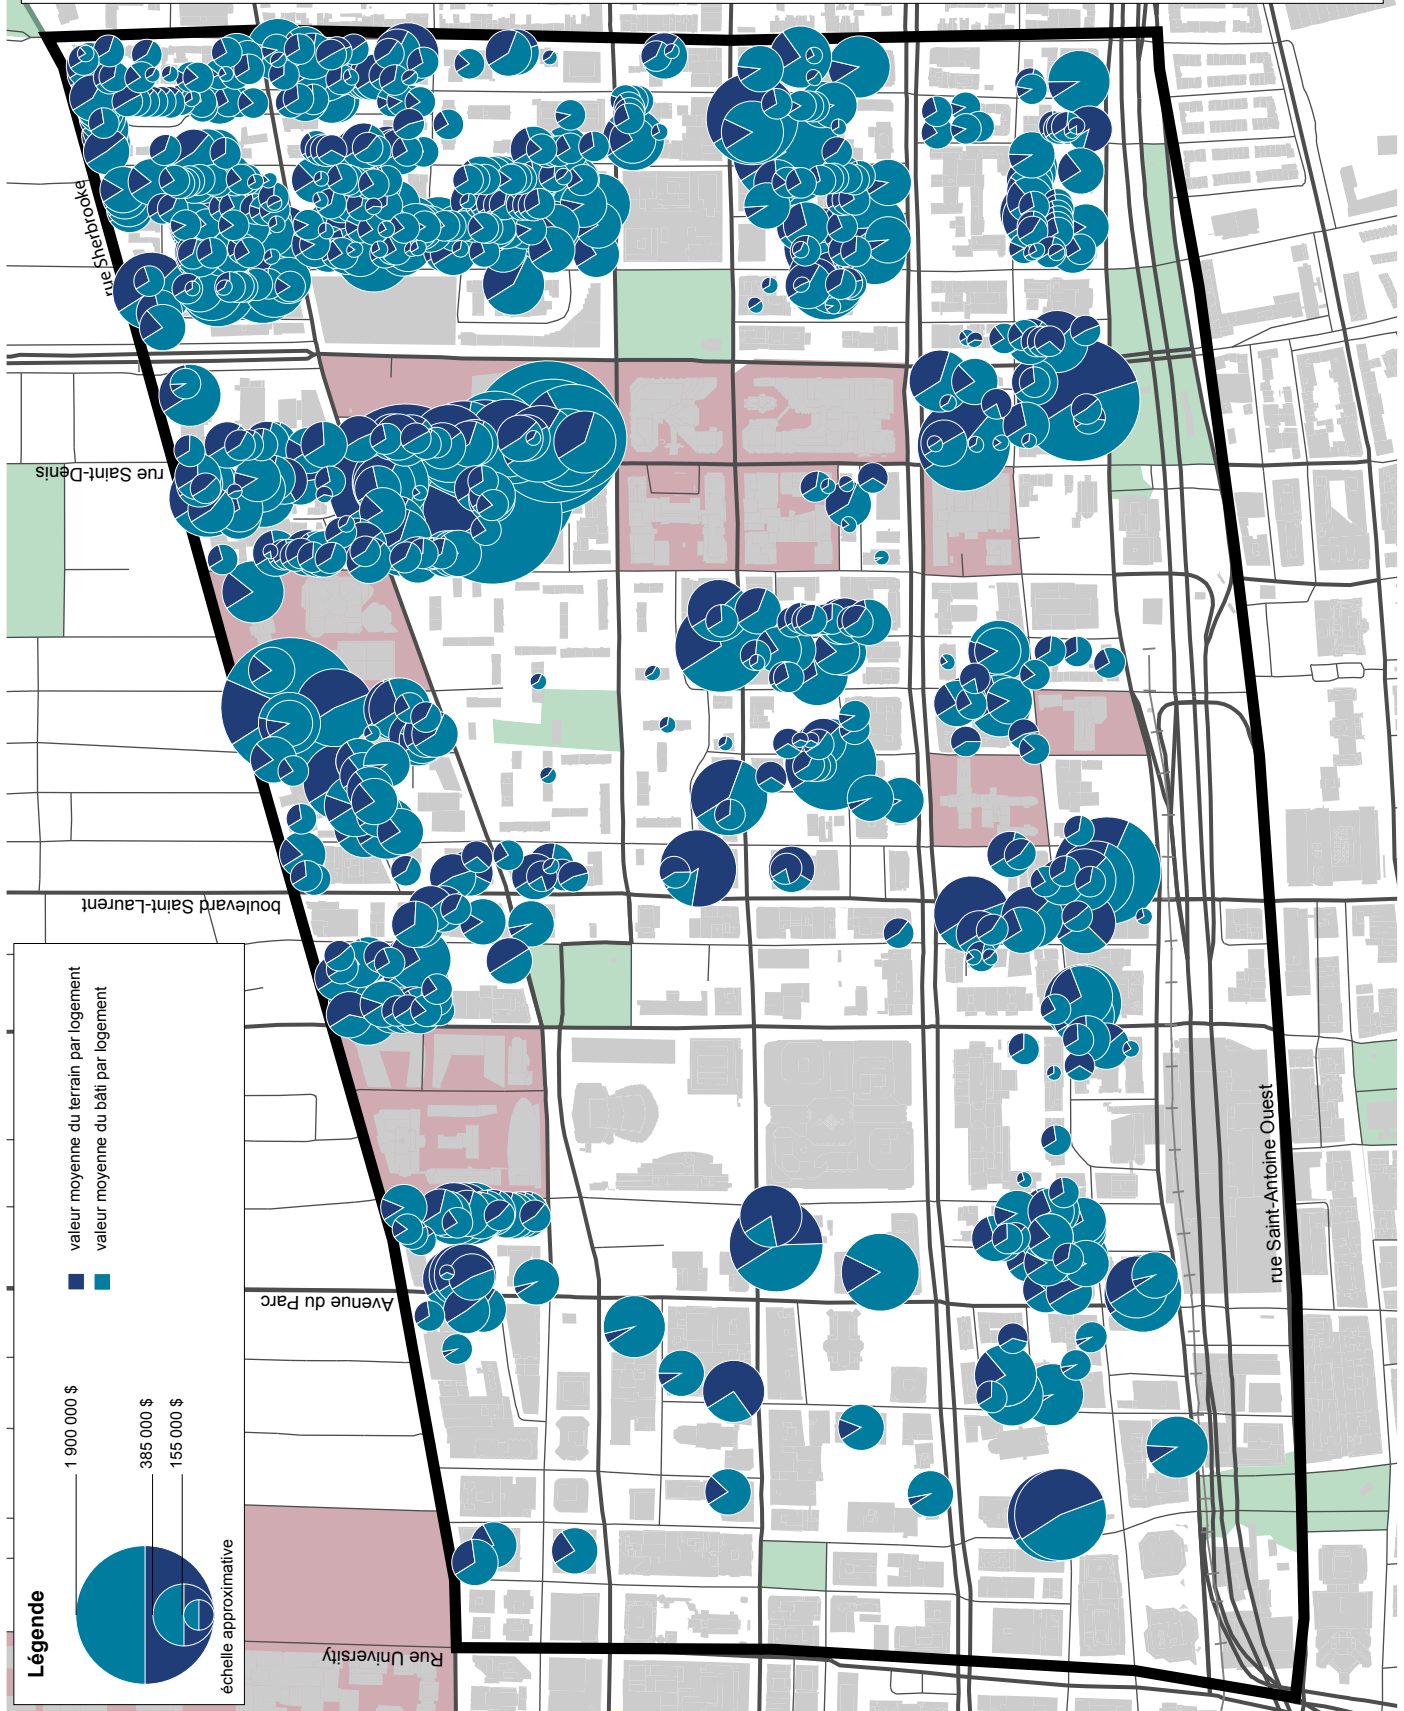 Légende
1 900 000 $
385 000 $
155 000 $
échelle approximative
valeur moyenne du terrain par logement
valeur moyenne du bâti par logement
Rue University
Avenue du Parc
boulevard Saint-Laurent
rue Saint-Denis
rue Sherbrooke
rue Saint-Antoine Ouest